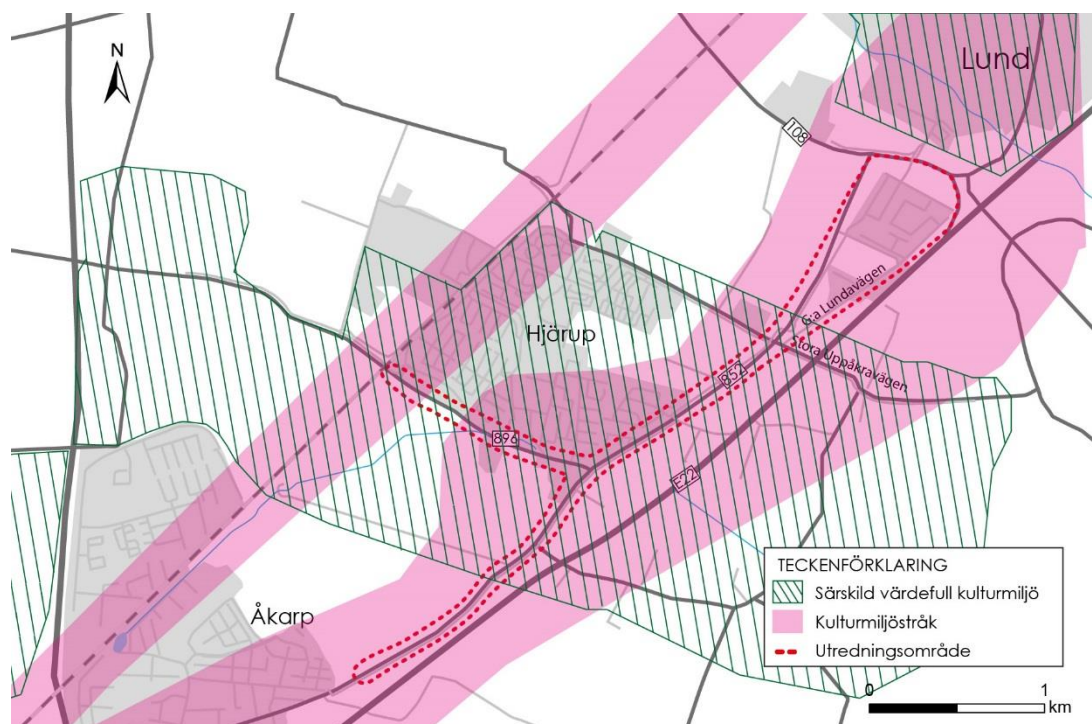 N
Lund
108
G:a Lundavägen
Stora Uppåkravägen
Hjärup
852
896
E22
Åkarp
TECKENFÖRKLARING
Särskild värdefull kulturmiljö
Kulturmiljöstråk
Utredningsområde
0 1
km